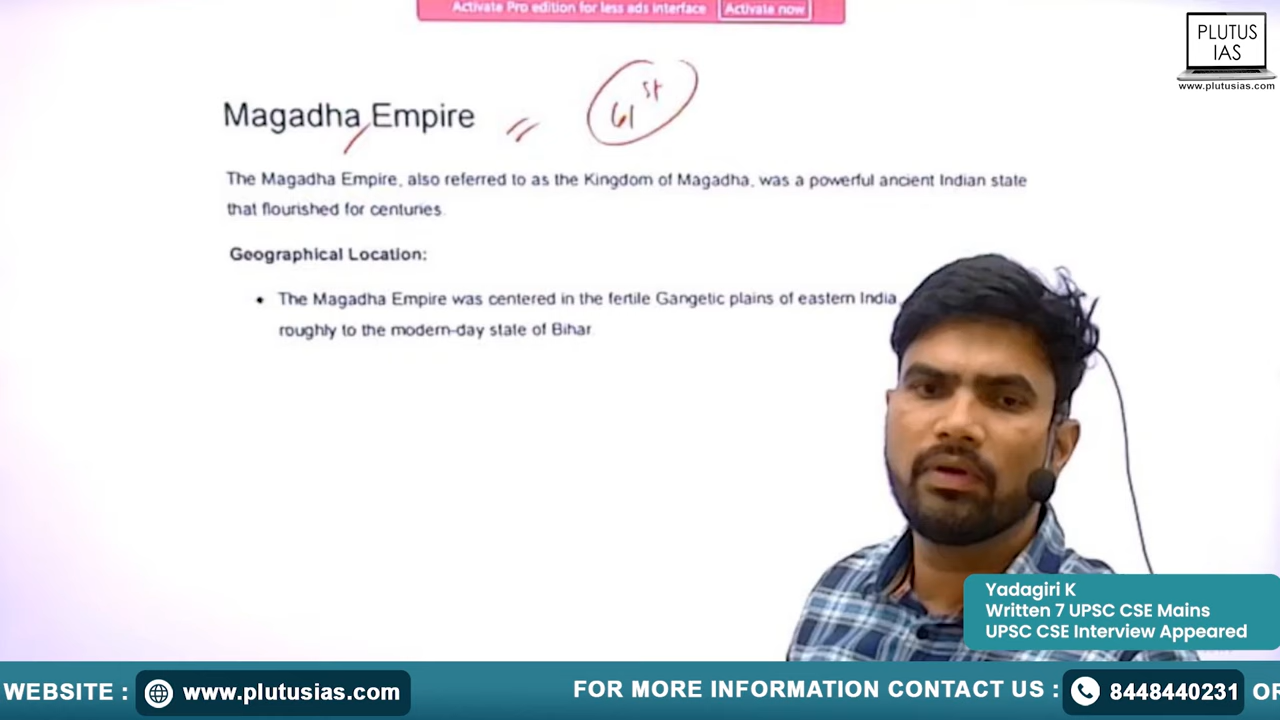 Activate Pro edition for less ads interface Activate now
PLUTUS
IAS
www.plutusias.com
61st
Magadha Empire
The Magadha Empire, also referred to as the Kingdom of Magadha, was a powerful ancient Indian state
that flourished for centuries.
Geographical Location:
• The Magadha Empire was centered in the fertile Gangetic plains of eastern India,
roughly to the modern-day state of Bihar.
Yadagiri K
Written 7 UPSC CSE Mains
UPSC CSE Interview Appeared
WEBSITE : www.plutusias.com FOR MORE INFORMATION CONTACT US : 8448440231 OR